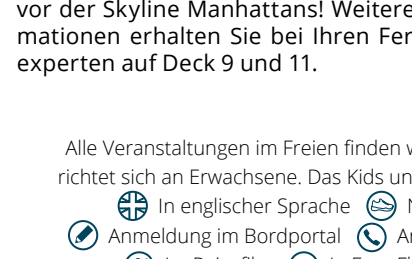 vor der Skyline Manhattans! Weitere
mationen erhalten Sie bei Ihren Fer
experten auf Deck 9 und 11.
Alle Veranstaltungen im Freien finden
richtet sich an Erwachsene. Das Kids un
In englischer Sprache
Anmeldung im Bordportal